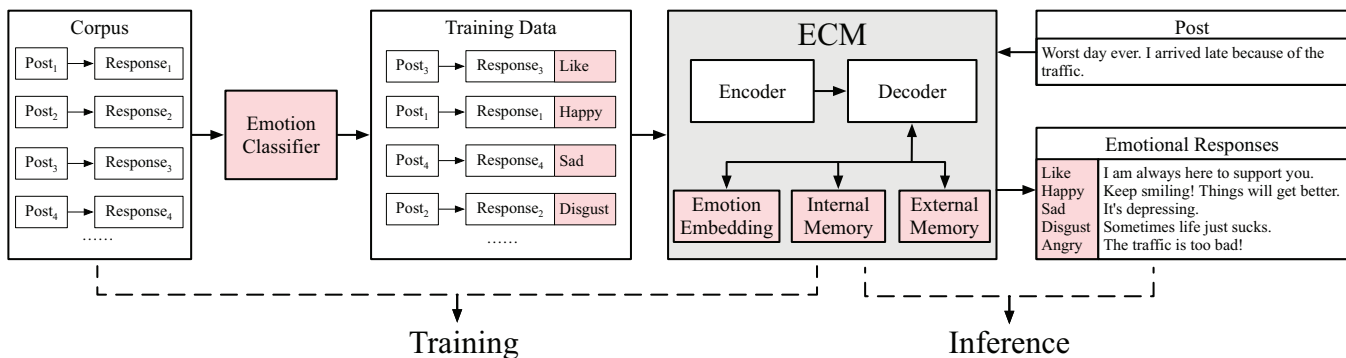 Corpus
Post₁ Response₁
Post₂ Response₂
Post₃ Response₃
Post₄ Response₄
……
Emotion
Classifier
Training Data
Post₃ Response₃ Like
Post₁ Response₁ Happy
Post₄ Response₄ Sad
Post₂ Response₂ Disgust
……
ECM
Encoder Decoder
Emotion
Embedding
Internal
Memory
External
Memory
Post
Worst day ever. I arrived late because of the
traffic.
Emotional Responses
Like I am always here to support you.
Happy Keep smiling! Things will get better.
Sad It's depressing.
Disgust Sometimes life just sucks.
Angry The traffic is too bad!
Training
Inference